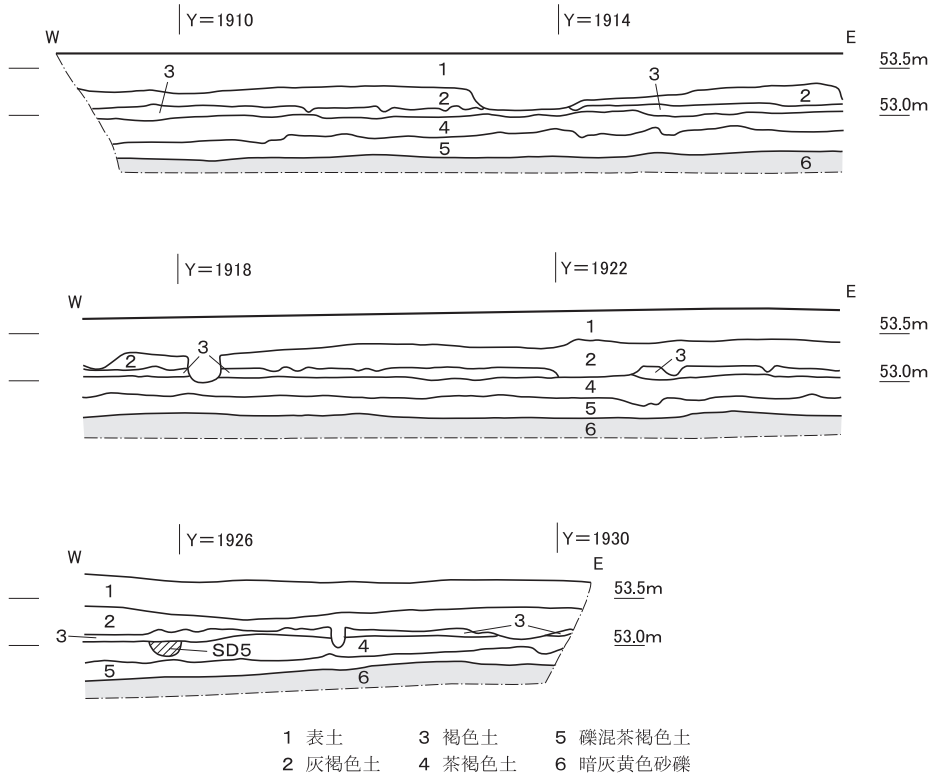 Y=1910 Y=1914
W E
3 1 3 53.5m
2 2 53.0m
4
5 6
Y=1918 Y=1922
W E
1 53.5m
2 3 2 3 53.0m
4
5
6
Y=1926 Y=1930
W E
1 53.5m
2 3
3 SD5 4 53.0m
5 6
1 表土 3 褐色土 5 礫混茶褐色土
2 灰褐色土 4 茶褐色土 6 暗灰黄色砂礫